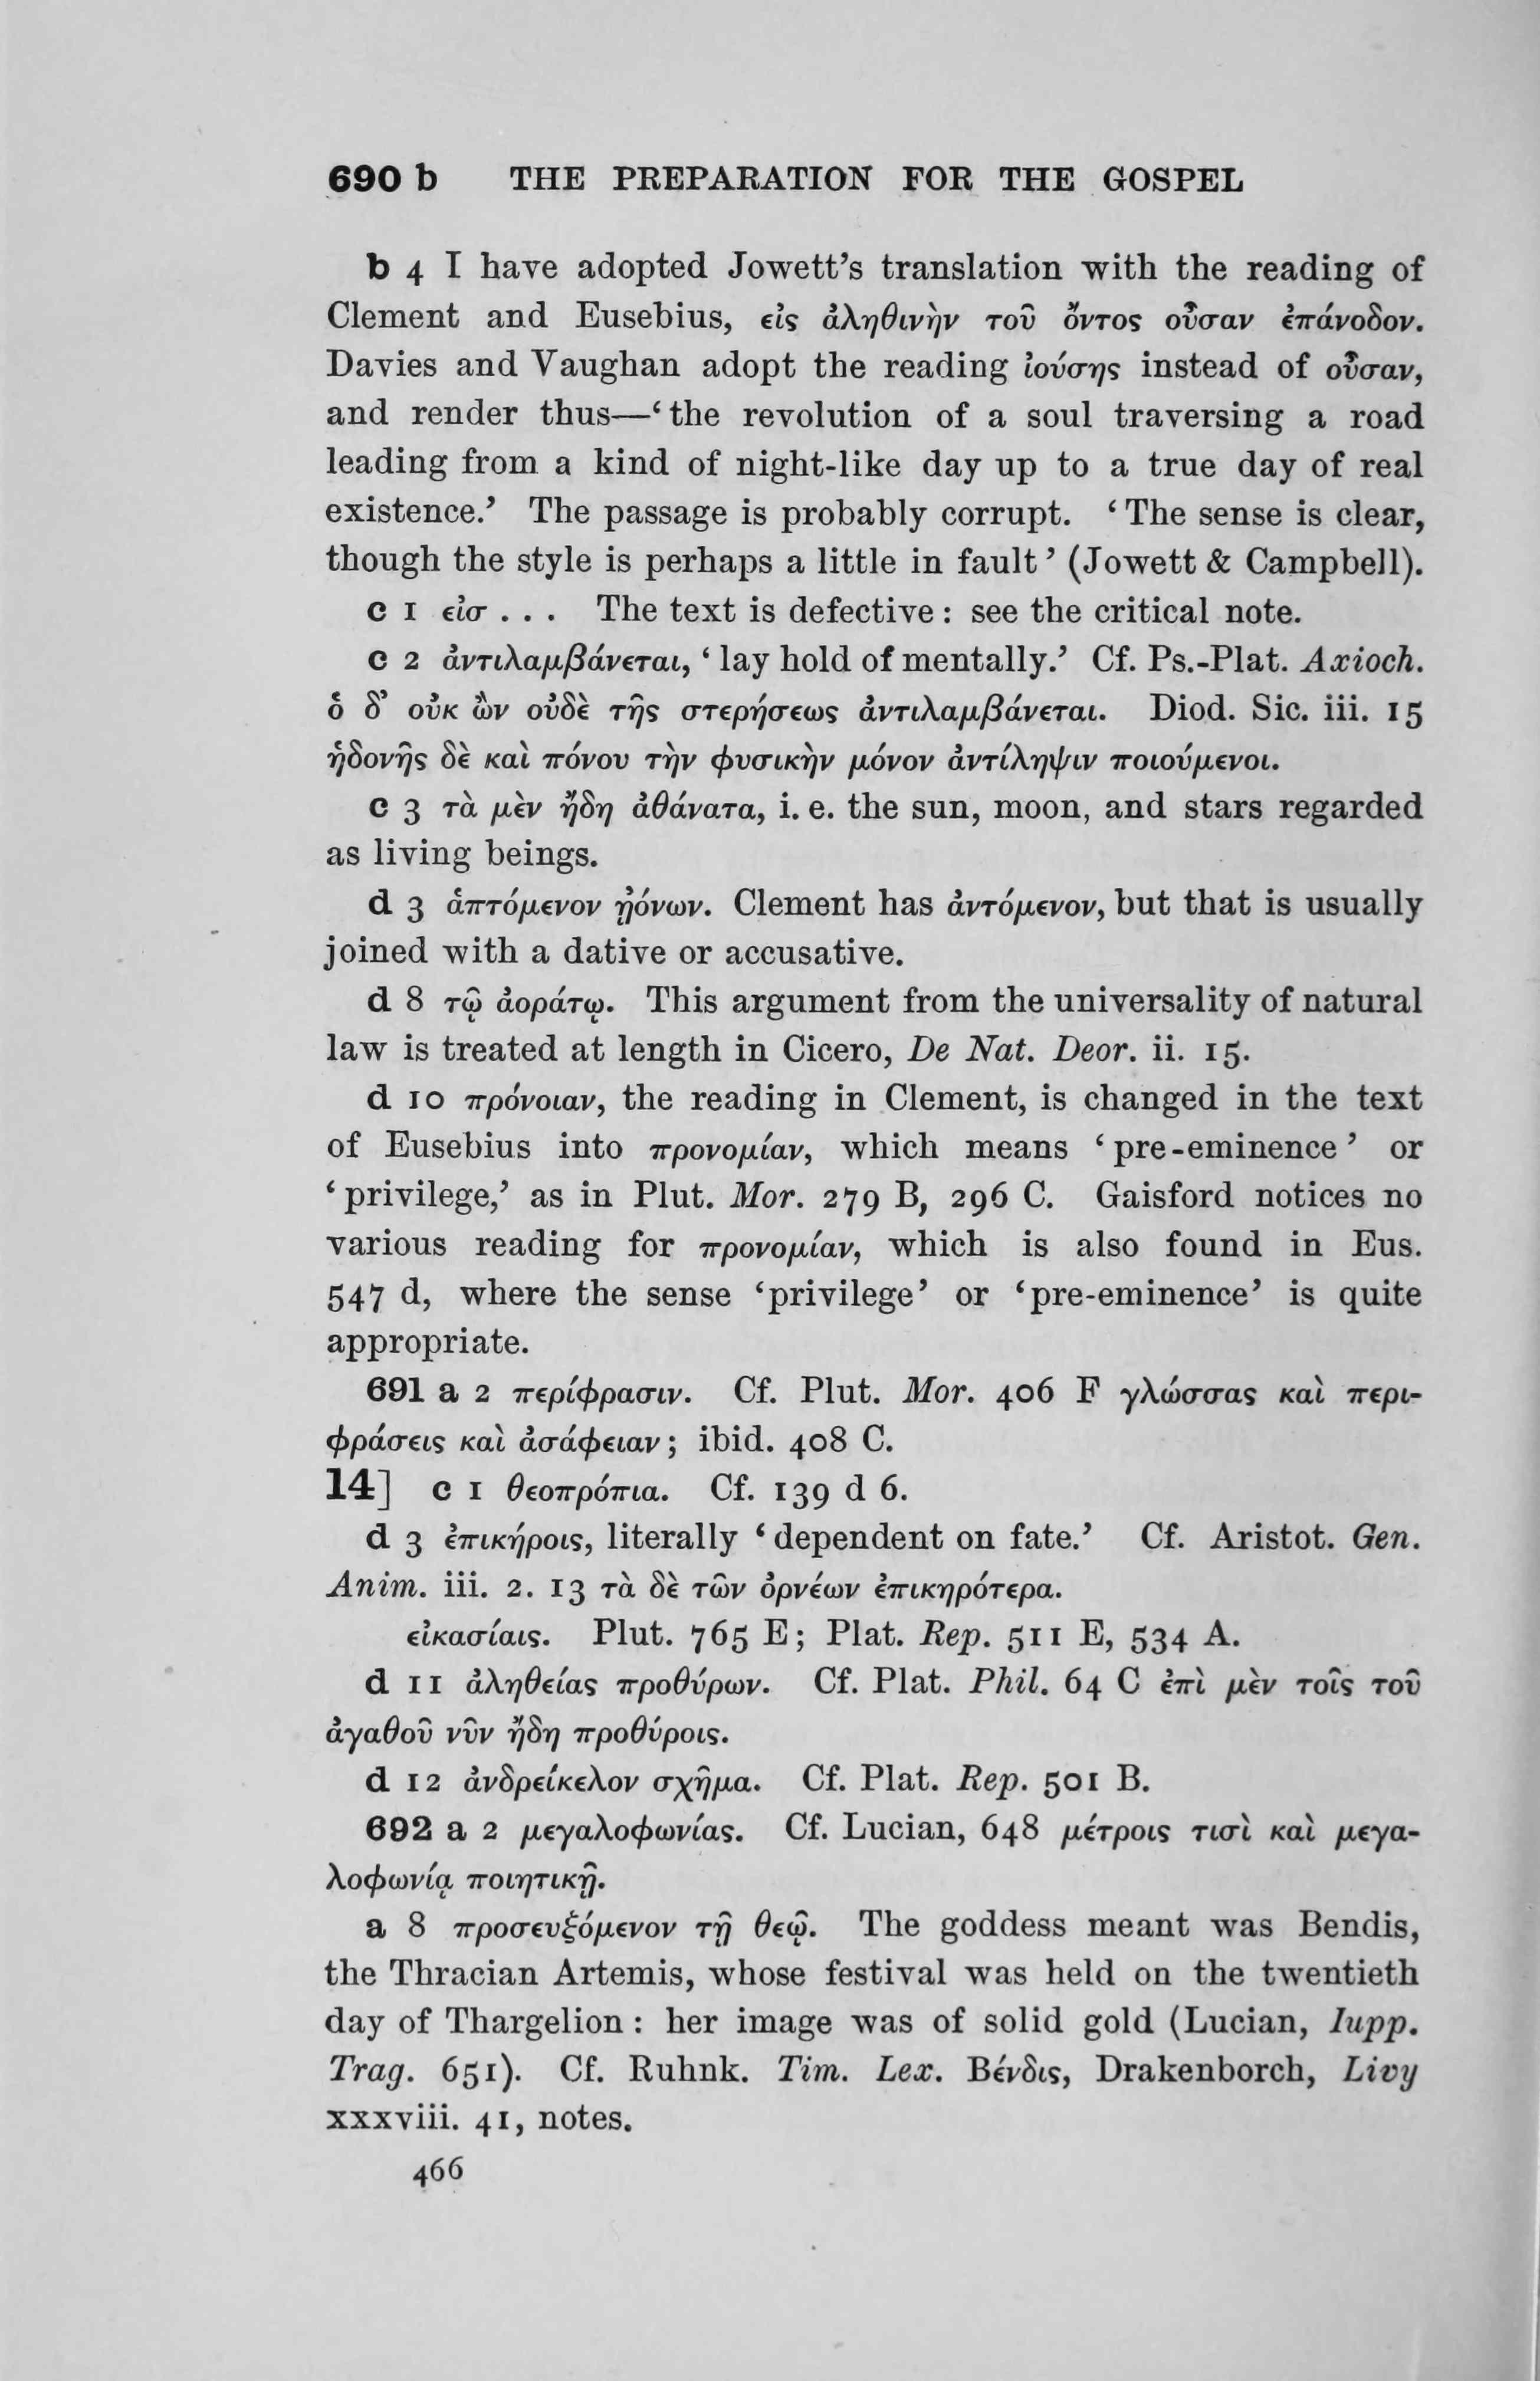 690 b THE PREPARATION FOR THE GOSPEL
b 4 I have adopted Jowett’s translation with the reading of
Clement and Eusebius, εἰς ἀληθινὴν τοῦ ὄντος οὖσαν ἐπάνοδον.
Davies and Vaughan adopt the reading ἰούσης instead of οὖσαν,
and render thus—‘the revolution of a soul traversing a road
leading from a kind of night-like day up to a true day of real
existence.’ The passage is probably corrupt. ‘The sense is clear,
though the style is perhaps a little in fault’ (Jowett & Campbell).
c 1 εἰσ . . . The text is defective: see the critical note.
c 2 ἀντιλαμβάνεται, ‘lay hold of mentally.’ Cf. Ps.-Plat. Axioch.
ὁ δ’ οὐκ ὢν οὐδὲ τῆς στερήσεως ἀντιλαμβάνεται. Diod. Sic. iii. 15
ἡδονῆς δὲ καὶ πόνου τὴν φυσικὴν μόνον ἀντίληψιν ποιούμενοι.
c 3 τὰ μὲν ἤδη ἀθάνατα, i. e. the sun, moon, and stars regarded
as living beings.
d 3 ἁπτόμενον ᾐόνων. Clement has ἀντόμενον, but that is usually
joined with a dative or accusative.
d 8 τῷ ἀοράτῳ. This argument from the universality of natural
law is treated at length in Cicero, De Nat. Deor. ii. 15.
d 10 πρόνοιαν, the reading in Clement, is changed in the text
of Eusebius into προνομίαν, which means ‘pre-eminence’ or
‘privilege,’ as in Plut. Mor. 279 B, 296 C. Gaisford notices no
various reading for προνομίαν, which is also found in Eus.
547 d, where the sense ‘privilege’ or ‘pre-eminence’ is quite
appropriate.
691 a 2 περίφρασιν. Cf. Plut. Mor. 406 F γλώσσας καὶ περι-
φράσεις καὶ ἀσάφειαν; ibid. 408 C.
14] c 1 θεοπρόπια. Cf. 139 d 6.
d 3 ἐπικήροις, literally ‘dependent on fate.’ Cf. Aristot. Gen.
Anim. iii. 2. 13 τὰ δὲ τῶν ὀρνέων ἐπικηρότερα.
εἰκασίαις. Plut. 765 E; Plat. Rep. 511 E, 534 A.
d 11 ἀληθείας προθύρων. Cf. Plat. Phil. 64 C ἐπὶ μὲν τοῖς τοῦ
ἀγαθοῦ νῦν ἤδη προθύροις.
d 12 ἀνδρείκελον σχῆμα. Cf. Plat. Rep. 501 B.
692 a 2 μεγαλοφωνίας. Cf. Lucian, 648 μέτροις τισὶ καὶ μεγα-
λοφωνίᾳ ποιητικῇ.
a 8 προσευξόμενον τῇ θεῷ. The goddess meant was Bendis,
the Thracian Artemis, whose festival was held on the twentieth
day of Thargelion: her image was of solid gold (Lucian, Iupp.
Trag. 651). Cf. Ruhnk. Tim. Lex. Βένδις, Drakenborch, Livy
xxxviii. 41, notes.
466